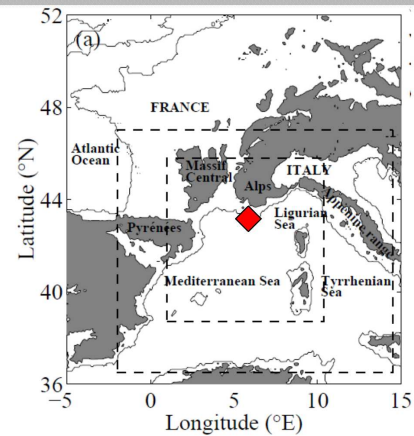 (a)
52
48
44
40
36
Latitude (°N)
FRANCE
Atlantic
Ocean
Massif
Central
Alps
ITALY
Ligurian
Sea
Appenine range
Pyrénées
Mediterranean Sea
Tyrrhenian
Sea
−5
0
5
10
15
Longitude (°E)